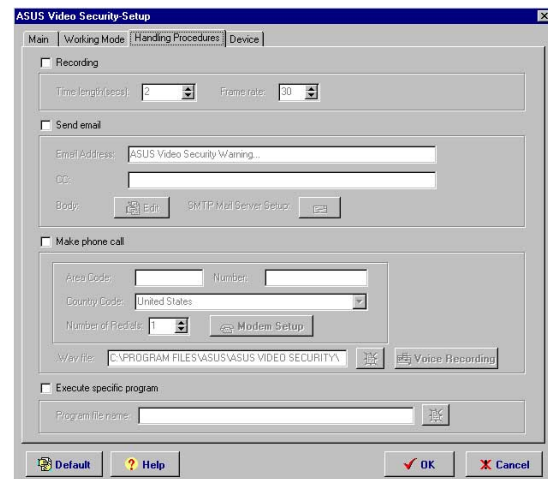 ASUS Video Security-Setup
Main Working Mode Handling Procedures Device
Recording
Time length(secs): 2 Frame rate: 30
Send email
Email Address: ASUS Video Security Warning...
CC:
Body: Edit SMTP Mail Server Setup:
Make phone call
Area Code: Number:
Country Code: United States
Number of Redials: 1 Modem Setup
.Wav file: C:\PROGRAM FILES\ASUS\ASUS VIDEO SECURITY\ Voice Recording
Execute specific program
Program file name:
Default Help OK Cancel